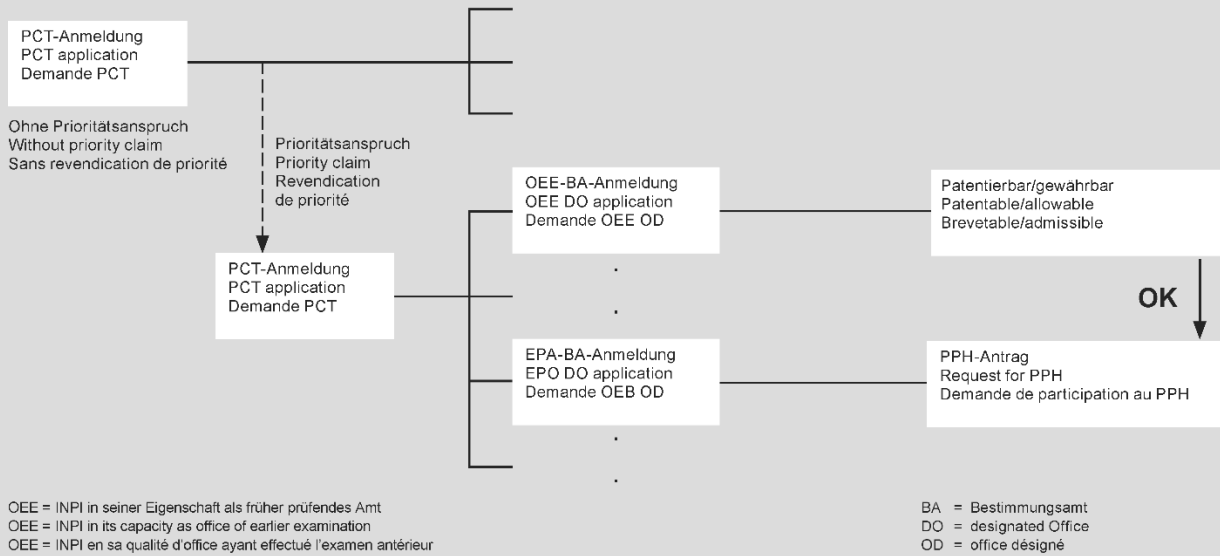 PCT-Anmeldung
PCT application
Demande PCT
Ohne Prioritätsanspruch
Without priority claim
Sans revendication de priorité
Prioritätsanspruch
Priority claim
Revendication
de priorité
PCT-Anmeldung
PCT application
Demande PCT
OEE-BA-Anmeldung
OEE DO application
Demande OEE OD
Patentierbar/gewährbar
Patentable/allowable
Brevetable/admissible
OK
EPA-BA-Anmeldung
EPO DO application
Demande OEB OD
PPH-Antrag
Request for PPH
Demande de participation au PPH
OEE = INPI in seiner Eigenschaft als früher prüfendes Amt
OEE = INPI in its capacity as office of earlier examination
OEE = INPI en sa qualité d'office ayant effectué l'examen antérieur
BA = Bestimmungsamt
DO = designated Office
OD = office désigné